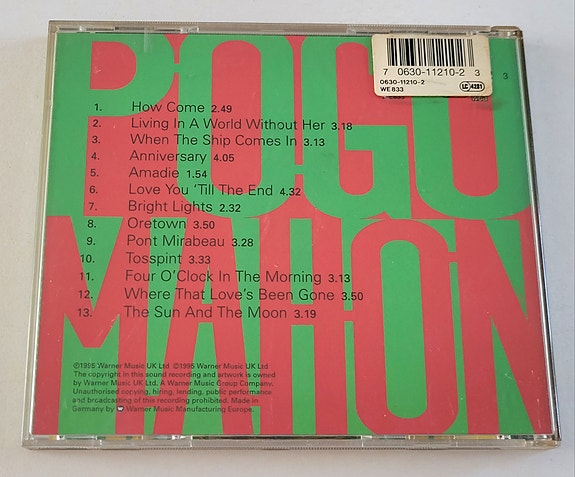 POGU
MAHON
7 0630-11210-2 3
0630-11210-2
WE 833
LC 4281
3
1. How Come 2.49
2. Living In A World Without Her 3.18
3. When The Ship Comes In 3.13
4. Anniversary 4.05
5. Amadie 1.54
6. Love You 'Till The End 4.32
7. Bright Lights 2.32
8. Oretown 3.50
9. Pont Mirabeau 3.28
10. Tosspint 3.33
11. Four O'Clock In The Morning 3.13
12. Where That Love's Been Gone 3.50
13. The Sun And The Moon 3.19
℗1995 Warner Music UK Ltd ©1995 Warner Music UK Ltd
The copyright in this sound recording and artwork is owned
by Warner Music UK Ltd. A Warner Music Group Company.
Unauthorised copying, hiring, lending, public performance
and broadcasting of this recording prohibited. Made in
Germany by Warner Music Manufacturing Europe.